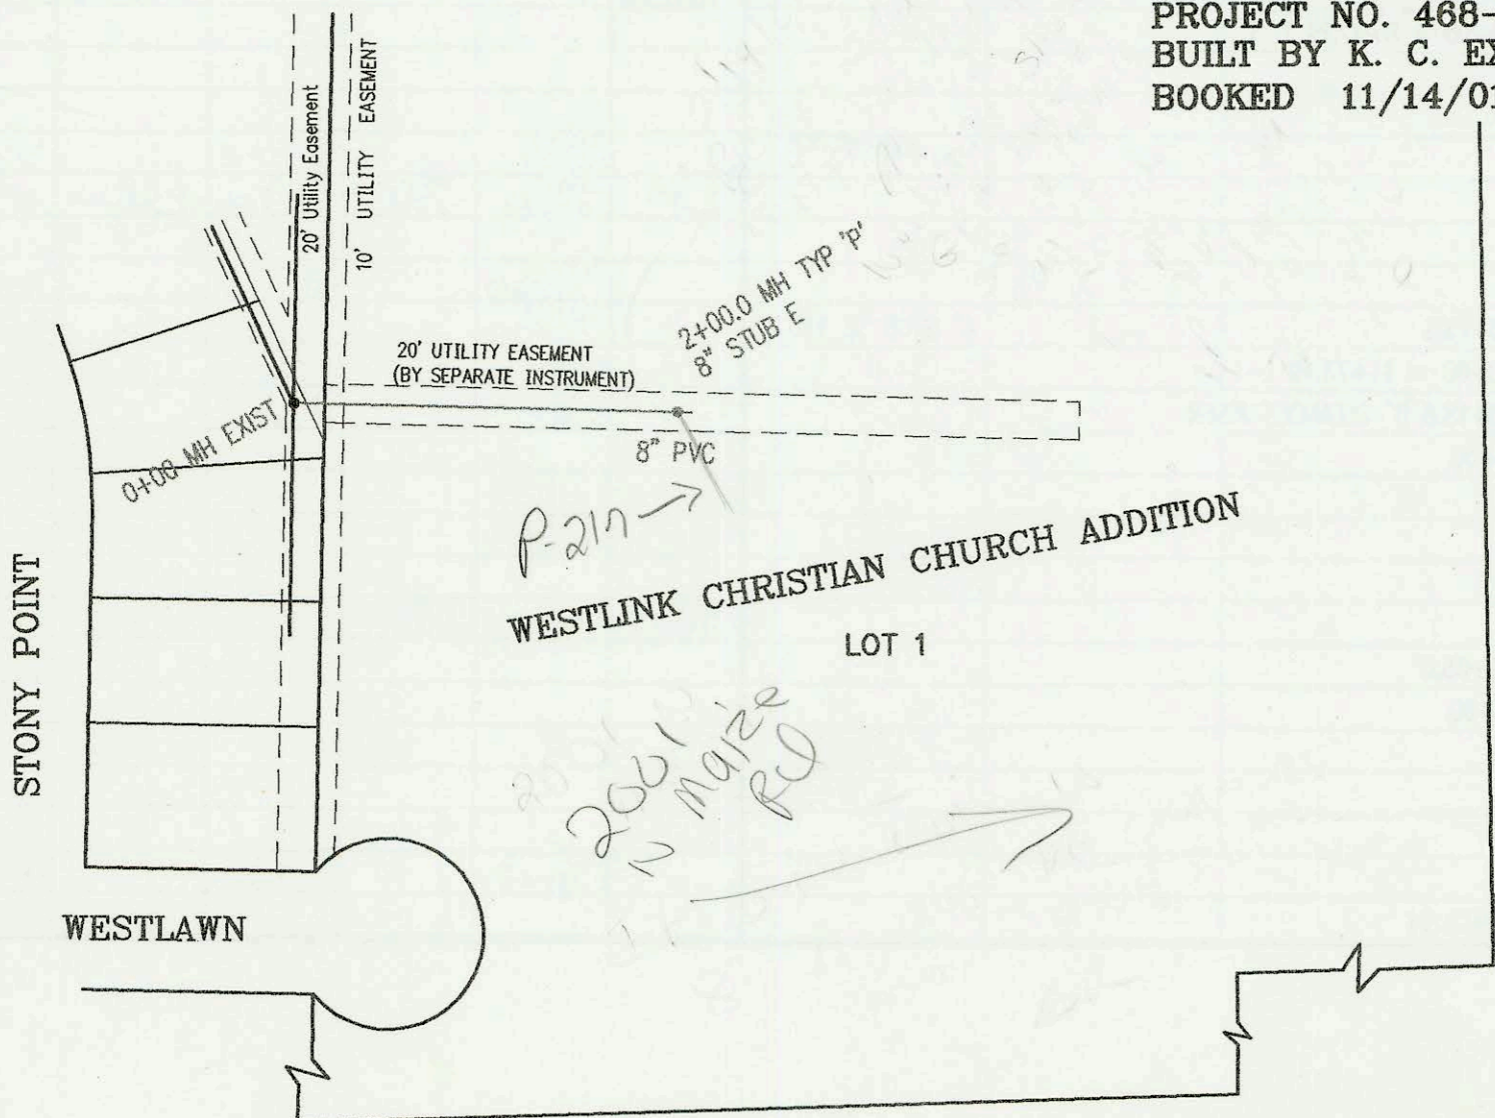 PROJECT NO. 468-
BUILT BY K. C. EX
BOOKED 11/14/01
20' Utility Easement
10' UTILITY EASEMENT
2+00.0 MH TYP 'P'
8" STUB E
20' UTILITY EASEMENT
(BY SEPARATE INSTRUMENT)
0+00 MH EXIST
8" PVC
WESTLINK CHRISTIAN CHURCH ADDITION
LOT 1
STONY POINT
2001
N Maize
Rd
WESTLAWN